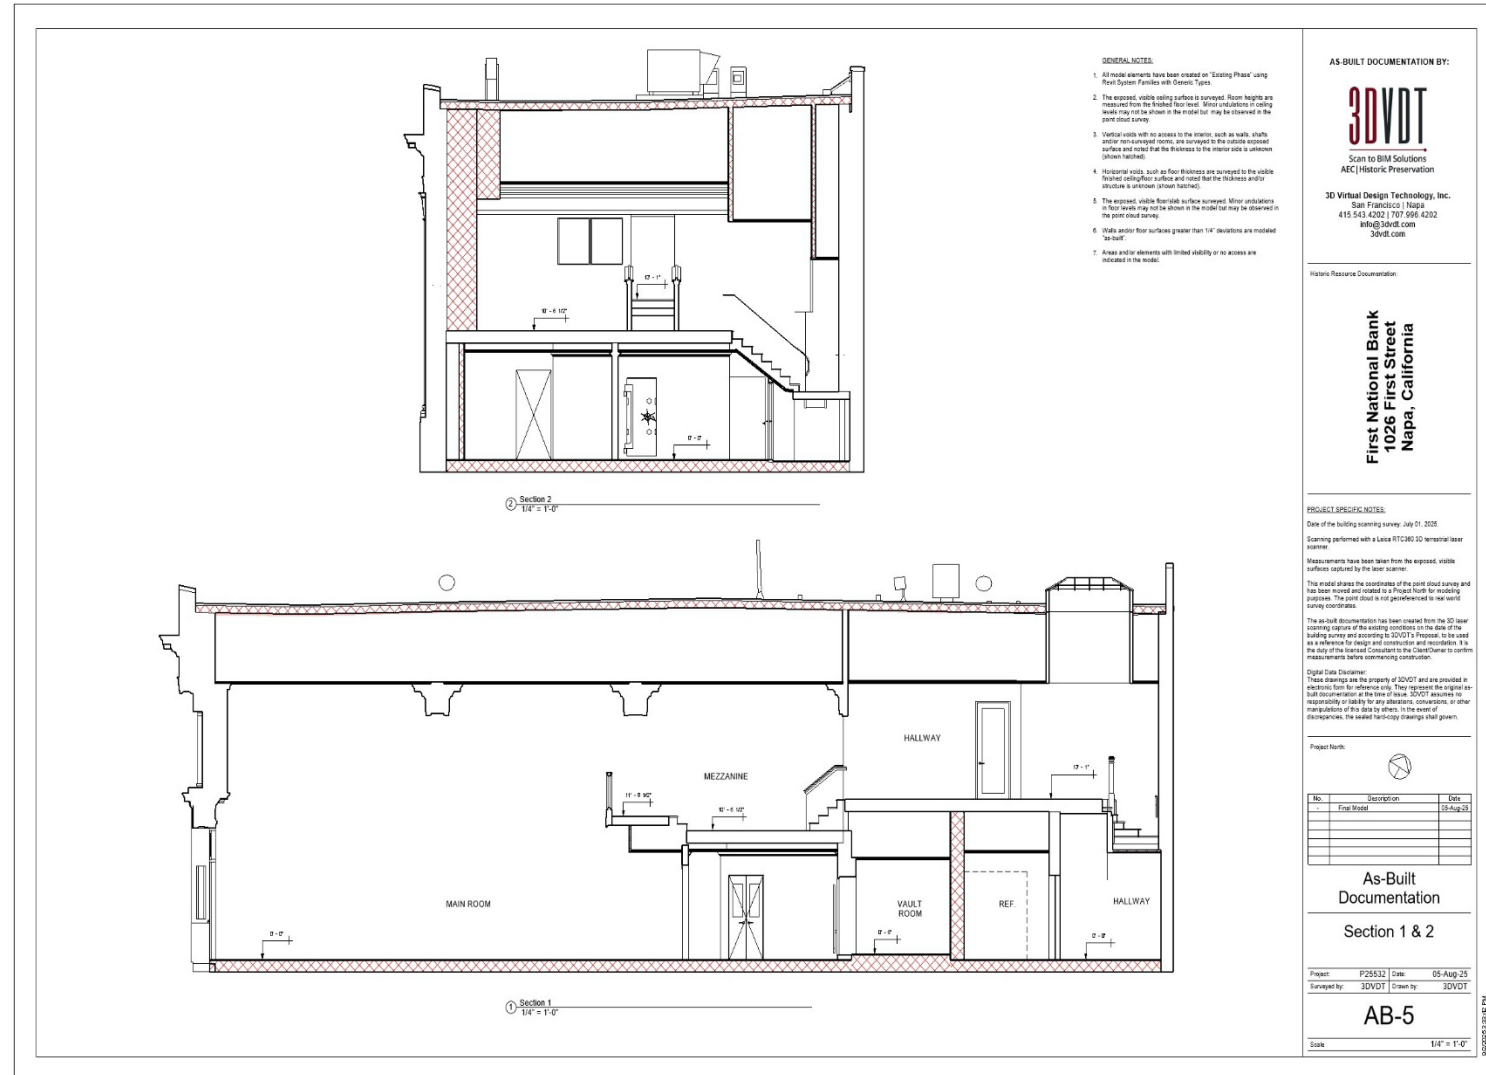 GENERAL NOTES:
1. All model elements have been created on "Existing Phase" using
Revit System Families with Generic Types.
2. The exposed, visible ceiling surface is surveyed. Room heights are
measured from the finished floor level. Minor undulations in ceiling
levels may not be shown in the model but may be observed in the
point cloud survey.
3. Vertical voids with no access to the interior, such as walls, shafts
and/or non-surveyed rooms, are surveyed to the outside exposed
surface and noted that the thickness to the interior side is unknown
(shown hatched).
4. Horizontal voids, such as floor thickness are surveyed to the visible
finished ceiling/floor surface and noted that the thickness and/or
structure is unknown (shown hatched).
5. The exposed, visible floor/slab surface surveyed. Minor undulations
in floor levels may not be shown in the model but may be observed in
the point cloud survey.
6. Walls and/or floor surfaces greater than 1/4" deviations are modeled
"as-built".
7. Areas and/or elements with limited visibility or no access are
indicated in the model.
12' - 1"
10' - 6 1/2"
0' - 0"
2 Section 2
1/4" = 1'-0"
HALLWAY
MEZZANINE
12' - 1"
11' - 6 1/2"
10' - 6 1/2"
MAIN ROOM
VAULT
ROOM
REF.
HALLWAY
0' - 0"
1 Section 1
1/4" = 1'-0"
AS-BUILT DOCUMENTATION BY:
3DVDT
Scan to BIM Solutions
AEC | Historic Preservation
3D Virtual Design Technology, Inc.
San Francisco | Napa
415.543.4202 | 707.996.4202
info@3dvdt.com
3dvdt.com
Historic Resource Documentation:
First National Bank
1026 First Street
Napa, California
PROJECT SPECIFIC NOTES:
Date of the building scanning survey: July 01, 2025.
Scanning performed with a Leica RTC360 3D terrestrial laser
scanner.
Measurements have been taken from the exposed, visible
surfaces captured by the laser scanner.
This model shares the coordinates of the point cloud survey and
has been moved and rotated to a Project North for modeling
purposes. The point cloud is not georeferenced to real world
survey coordinates.
The as-built documentation has been created from the 3D laser
scanning capture of the existing conditions on the date of the
building survey and according to 3DVDT's Proposal, to be used
as a reference for design and construction and recordation. It is
the duty of the licensed Consultant to the Client/Owner to confirm
measurements before commencing construction.
Digital Data Disclaimer:
These drawings are the property of 3DVDT and are provided in
electronic form for reference only. They represent the original as-
built documentation at the time of issue. 3DVDT assumes no
responsibility or liability for any alterations, conversions, or other
manipulations of this data by others. In the event of
discrepancies, the sealed hard-copy drawings shall govern.
Project North:
No. Description Date
- Final Model 05-Aug-25
As-Built
Documentation
Section 1 & 2
Project: P25532 Date: 05-Aug-25
Surveyed by: 3DVDT Drawn by: 3DVDT
AB-5
Scale 1/4" = 1'-0"